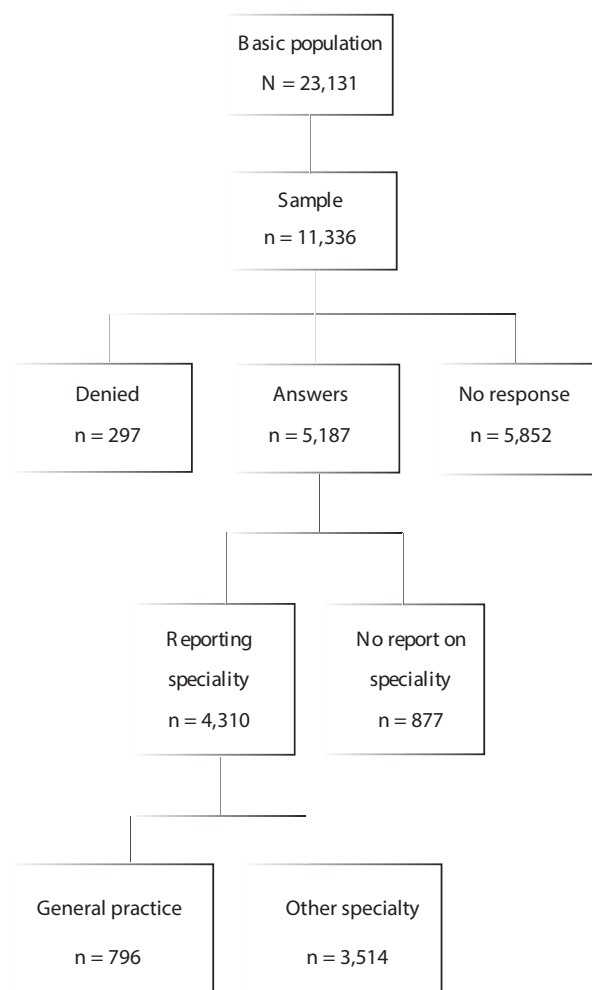 Basic population
N = 23,131
Sample
n = 11,336
Denied
n = 297
Answers
n = 5,187
No response
n = 5,852
Reporting
speciality
n = 4,310
No report on
speciality
n = 877
General practice
n = 796
Other specialty
n = 3,514